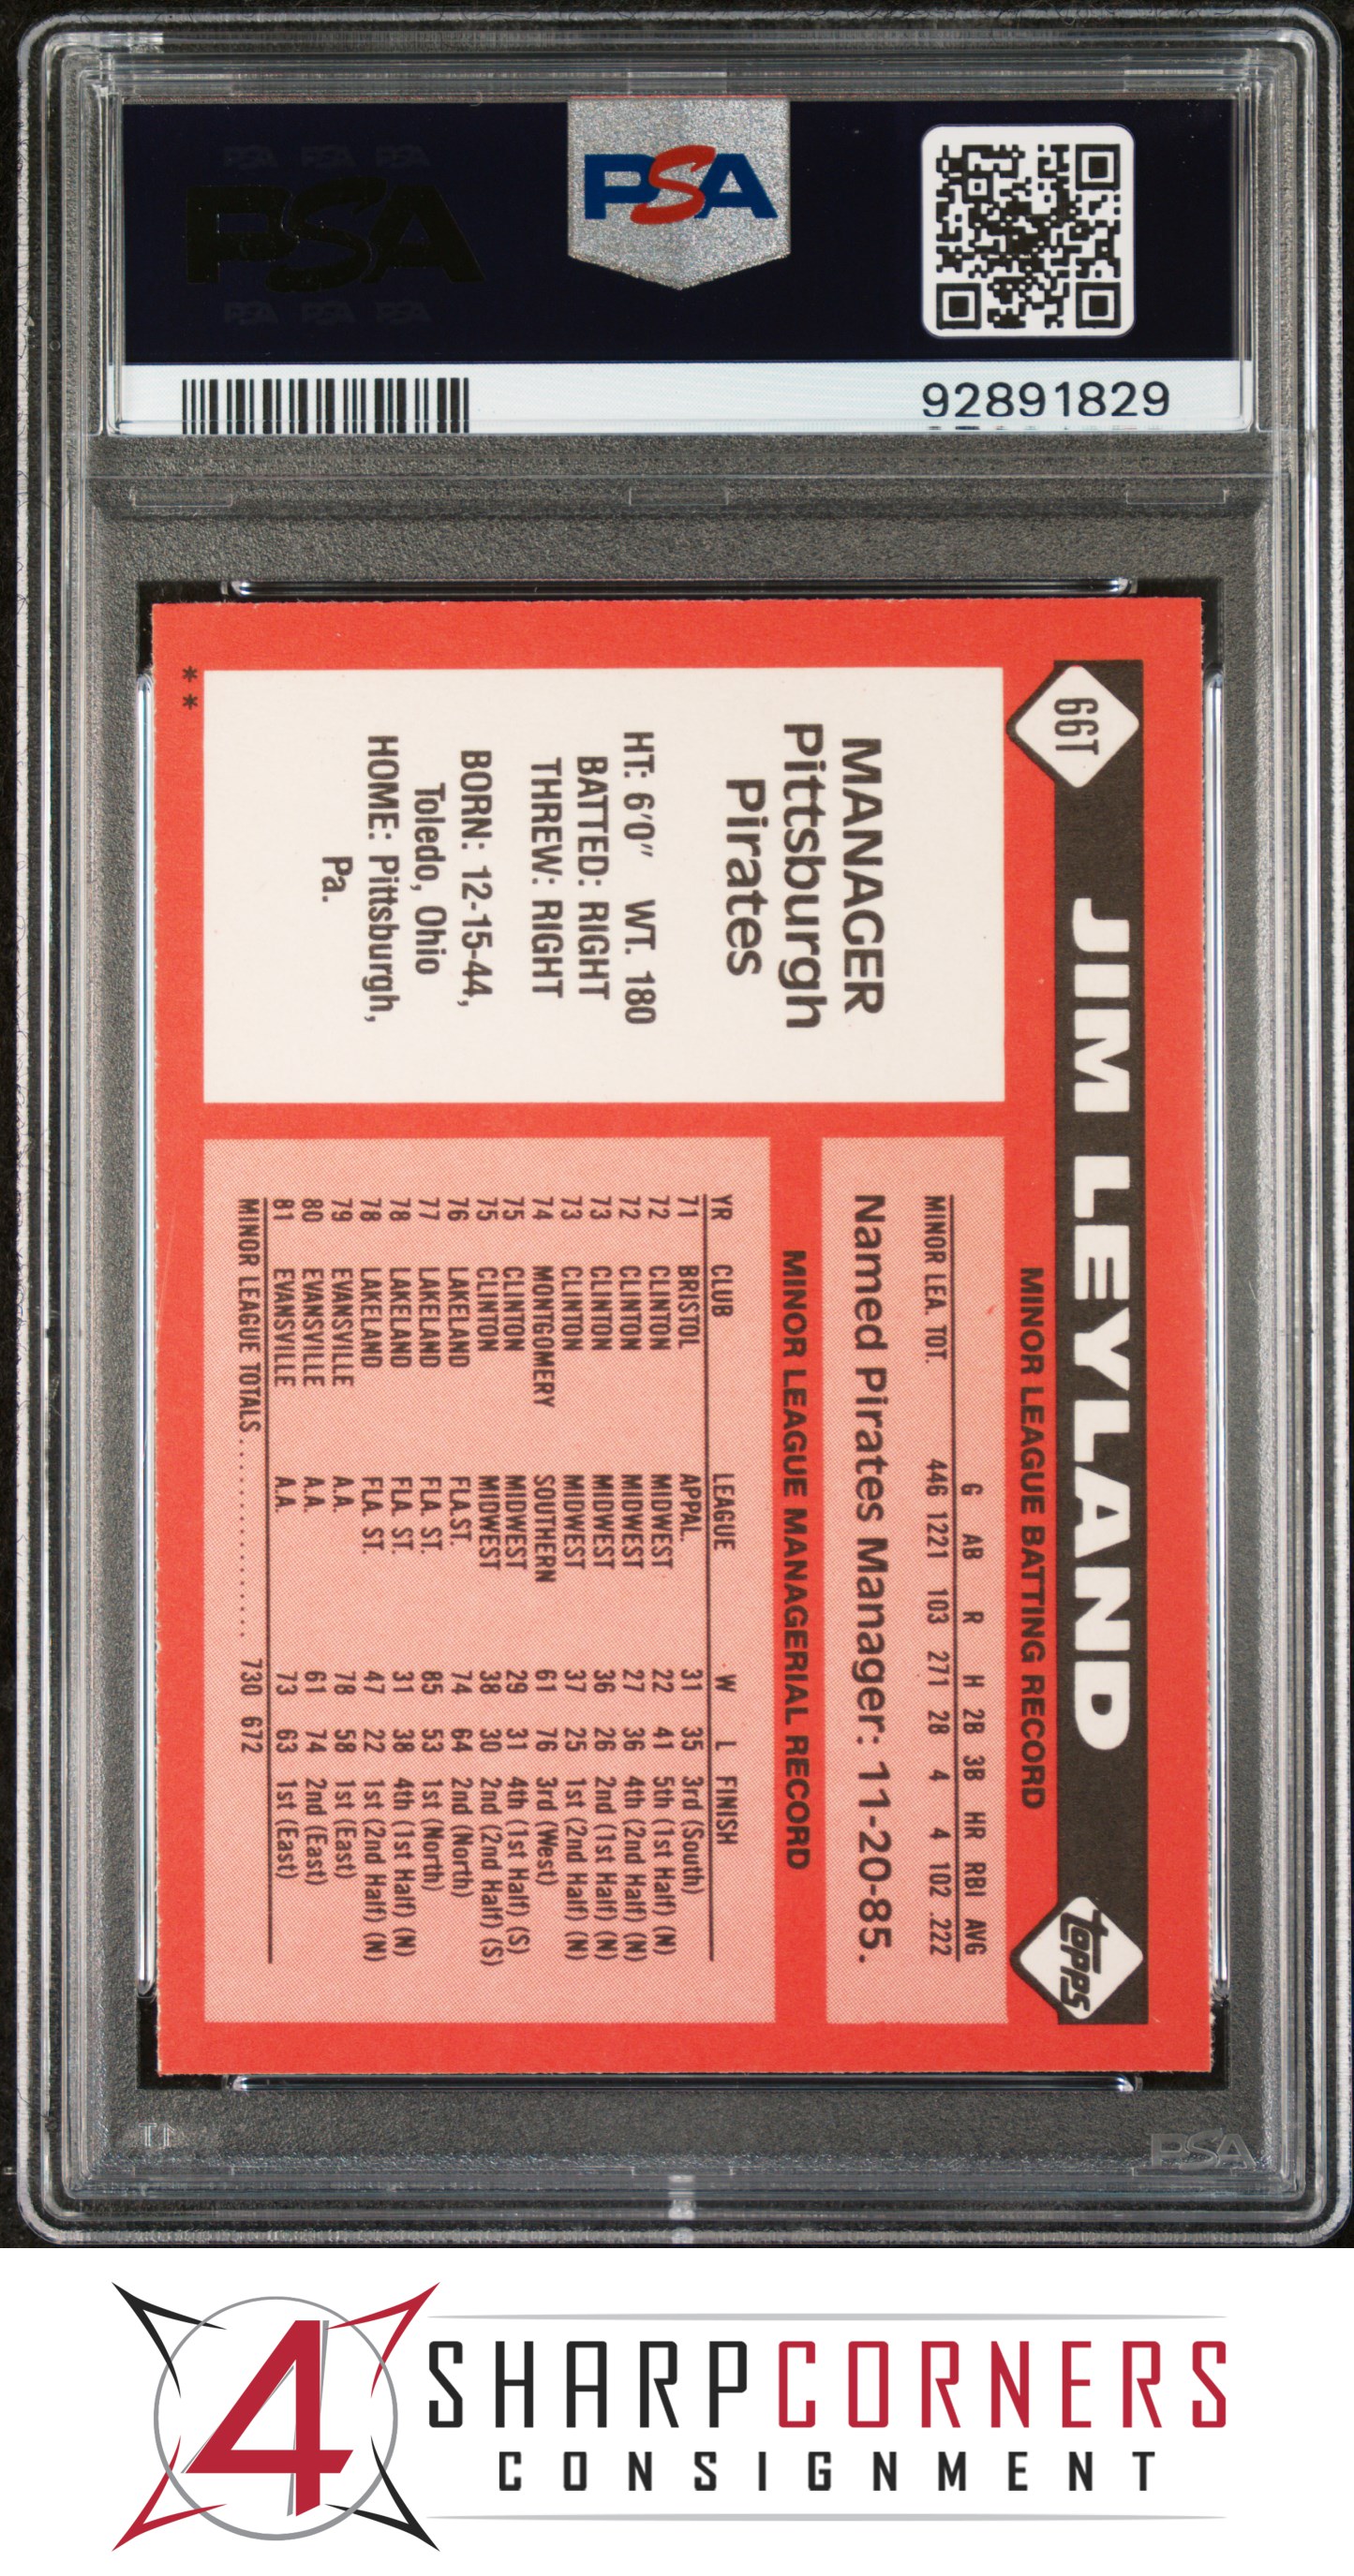 PSA PSA PSA
PSA
PSA PSA PSA
PSA
92891829
66T
JIM LEYLAND
topps
MANAGER
Pittsburgh
Pirates
HT: 6'0" WT. 180
BATTED: RIGHT
THREW: RIGHT
BORN: 12-15-44,
Toledo, Ohio
HOME: Pittsburgh,
Pa.
**
MINOR LEAGUE BATTING RECORD
G AB R H 2B 3B HR RBI AVG
MINOR LEA. TOT. 446 1221 103 271 28 4 4 102 .222
Named Pirates Manager: 11-20-85.
MINOR LEAGUE MANAGERIAL RECORD
YR CLUB LEAGUE W L FINISH
71 BRISTOL APPAL. 31 35 3rd (South)
72 CLINTON MIDWEST 22 41 5th (1st Half) (N)
72 CLINTON MIDWEST 27 36 4th (2nd Half) (N)
73 CLINTON MIDWEST 36 26 2nd (1st Half) (N)
73 CLINTON MIDWEST 37 25 1st (2nd Half) (N)
74 MONTGOMERY SOUTHERN 61 76 3rd (West)
75 CLINTON MIDWEST 29 31 4th (1st Half) (S)
75 CLINTON MIDWEST 38 30 2nd (2nd Half) (S)
76 LAKELAND FLA.ST. 74 64 2nd (North)
77 LAKELAND FLA. ST. 85 53 1st (North)
78 LAKELAND FLA. ST. 31 38 4th (1st Half) (N)
78 LAKELAND FLA. ST. 47 22 1st (2nd Half) (N)
79 EVANSVILLE A.A. 78 58 1st (East)
80 EVANSVILLE A.A. 61 74 2nd (East)
81 EVANSVILLE A.A. 73 63 1st (East)
MINOR LEAGUE TOTALS............. 730 672
PSA
4 SHARPCORNERS
CONSIGNMENT